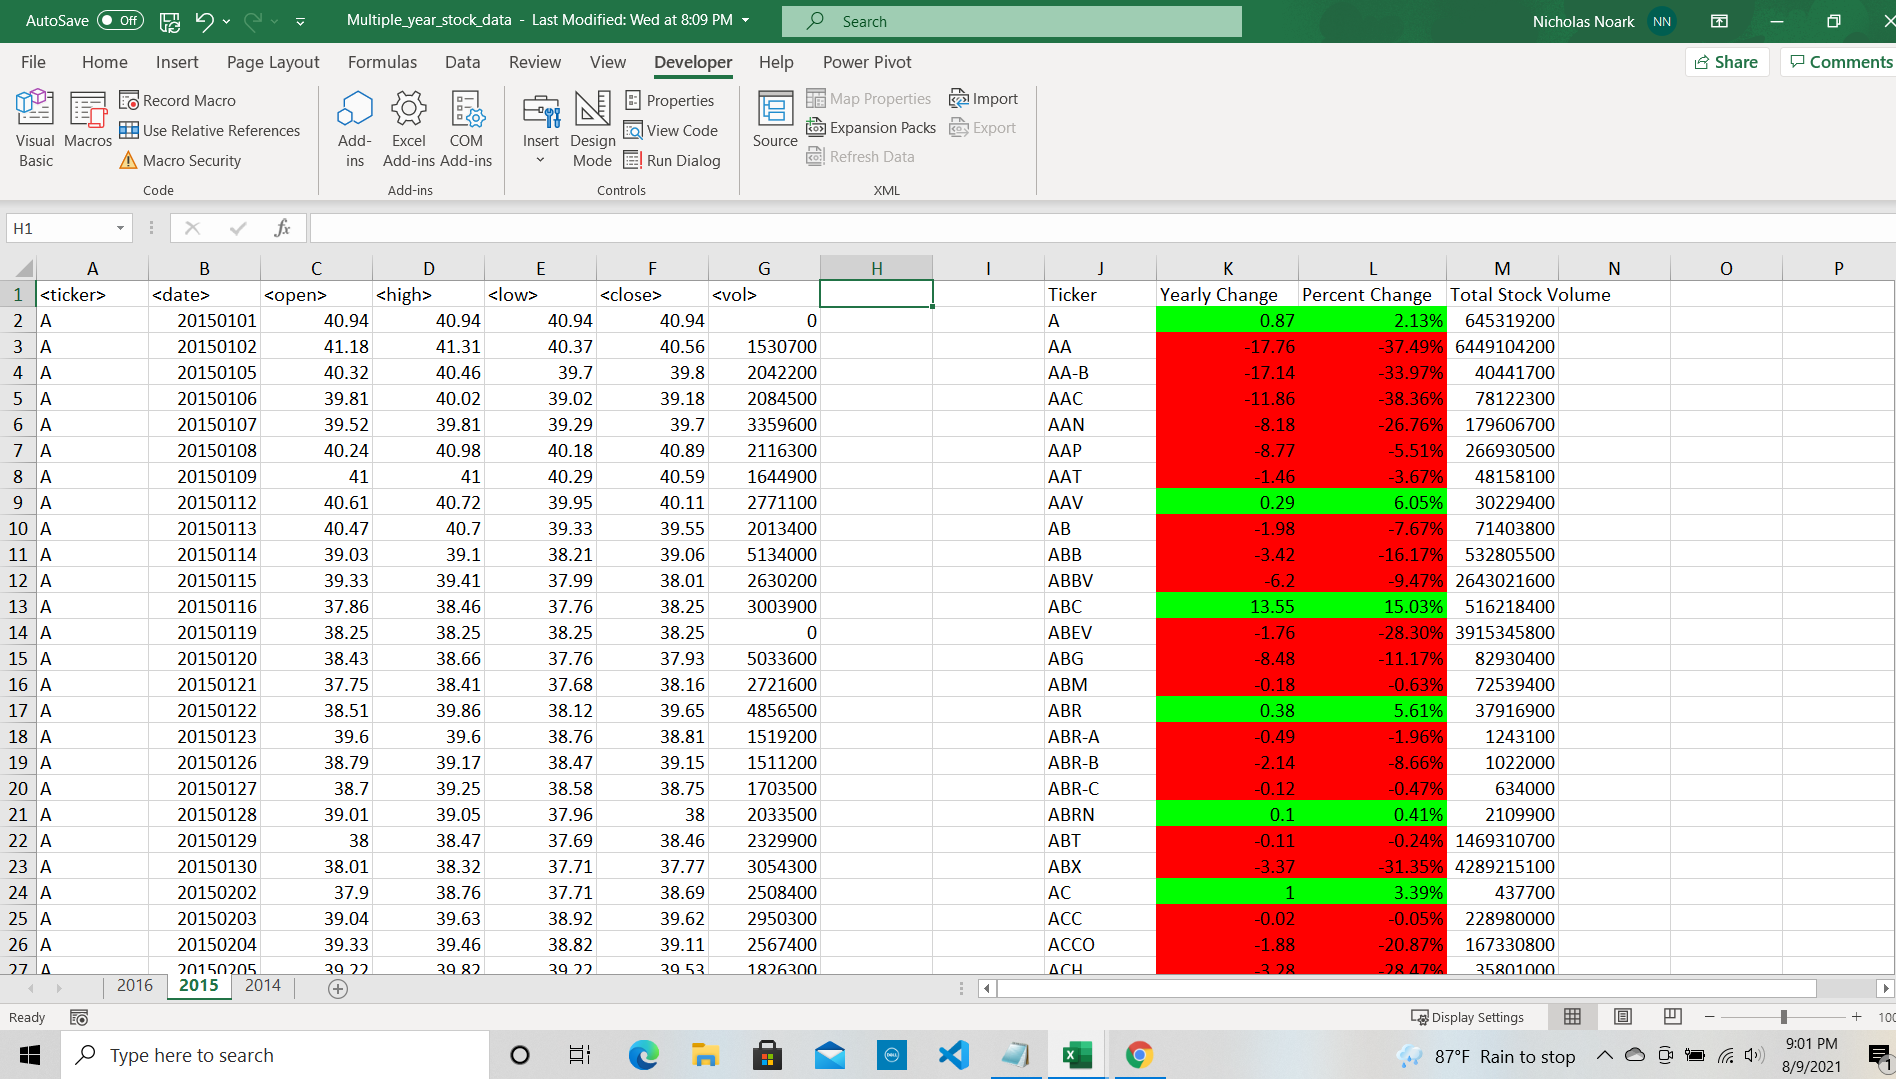 AutoSave Off Multiple_year_stock_data - Last Modified: Wed at 8:09 PM Search Nicholas Noark NN
File Home Insert Page Layout Formulas Data Review View Developer Help Power Pivot Share Comments
Visual Basic Macros Record Macro Use Relative References Macro Security Code
Add-ins Excel Add-ins COM Add-ins Add-ins
Insert Design Mode Properties View Code Run Dialog Controls
Source Map Properties Expansion Packs Refresh Data Import Export XML
H1 fx
A B C D E F G H I J K L M N O P
1 <ticker> <date> <open> <high> <low> <close> <vol> Ticker Yearly Change Percent Change Total Stock Volume
2 A 20150101 40.94 40.94 40.94 40.94 0 A 0.87 2.13% 645319200
3 A 20150102 41.18 41.31 40.37 40.56 1530700 AA -17.76 -37.49% 6449104200
4 A 20150105 40.32 40.46 39.7 39.8 2042200 AA-B -17.14 -33.97% 40441700
5 A 20150106 39.81 40.02 39.02 39.18 2084500 AAC -11.86 -38.36% 78122300
6 A 20150107 39.52 39.81 39.29 39.7 3359600 AAN -8.18 -26.76% 179606700
7 A 20150108 40.24 40.98 40.18 40.89 2116300 AAP -8.77 -5.51% 266930500
8 A 20150109 41 41 40.29 40.59 1644900 AAT -1.46 -3.67% 48158100
9 A 20150112 40.61 40.72 39.95 40.11 2771100 AAV 0.29 6.05% 30229400
10 A 20150113 40.47 40.7 39.33 39.55 2013400 AB -1.98 -7.67% 71403800
11 A 20150114 39.03 39.1 38.21 39.06 5134000 ABB -3.42 -16.17% 532805500
12 A 20150115 39.33 39.41 37.99 38.01 2630200 ABBV -6.2 -9.47% 2643021600
13 A 20150116 37.86 38.46 37.76 38.25 3003900 ABC 13.55 15.03% 516218400
14 A 20150119 38.25 38.25 38.25 38.25 0 ABEV -1.76 -28.30% 3915345800
15 A 20150120 38.43 38.66 37.76 37.93 5033600 ABG -8.48 -11.17% 82930400
16 A 20150121 37.75 38.41 37.68 38.16 2721600 ABM -0.18 -0.63% 72539400
17 A 20150122 38.51 39.86 38.12 39.65 4856500 ABR 0.38 5.61% 37916900
18 A 20150123 39.6 39.6 38.76 38.81 1519200 ABR-A -0.49 -1.96% 1243100
19 A 20150126 38.79 39.17 38.47 39.15 1511200 ABR-B -2.14 -8.66% 1022000
20 A 20150127 38.7 39.25 38.58 38.75 1703500 ABR-C -0.12 -0.47% 634000
21 A 20150128 39.01 39.05 37.96 38 2033500 ABRN 0.1 0.41% 2109900
22 A 20150129 38 38.47 37.69 38.46 2329900 ABT -0.11 -0.24% 1469310700
23 A 20150130 38.01 38.32 37.71 37.77 3054300 ABX -3.37 -31.35% 4289215100
24 A 20150202 37.9 38.76 37.71 38.69 2508400 AC 1 3.39% 437700
25 A 20150203 39.04 39.63 38.92 39.62 2950300 ACC -0.02 -0.05% 228980000
26 A 20150204 39.33 39.46 38.82 39.11 2567400 ACCO -1.88 -20.87% 167330800
27 A 20150205 39.22 39.82 39.22 39.53 1826300 ACH -3.28 -28.47% 35801000
2016 2015 2014
Ready Display Settings 100
Type here to search DELL 87°F Rain to stop 9:01 PM
8/9/2021 1